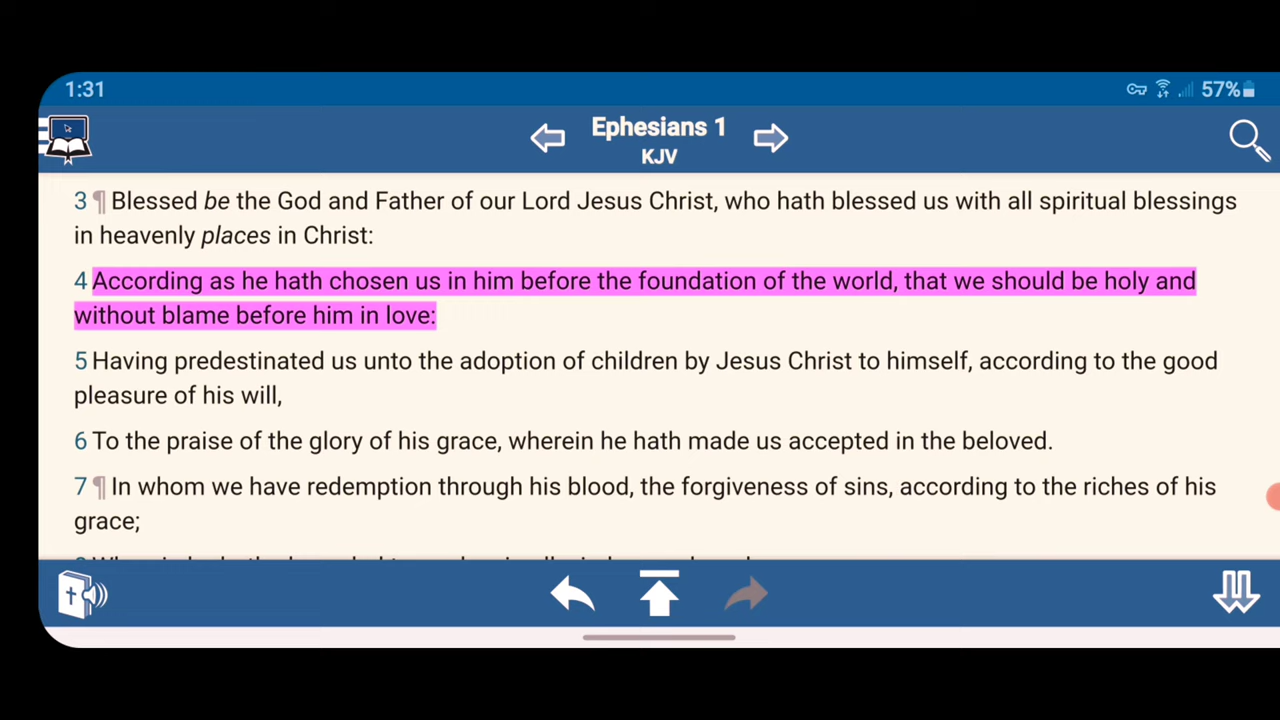 1:31
57%
Ephesians 1
KJV
3 ¶ Blessed be the God and Father of our Lord Jesus Christ, who hath blessed us with all spiritual blessings
in heavenly places in Christ:
4 According as he hath chosen us in him before the foundation of the world, that we should be holy and
without blame before him in love:
5 Having predestinated us unto the adoption of children by Jesus Christ to himself, according to the good
pleasure of his will,
6 To the praise of the glory of his grace, wherein he hath made us accepted in the beloved.
7 ¶ In whom we have redemption through his blood, the forgiveness of sins, according to the riches of his
grace;